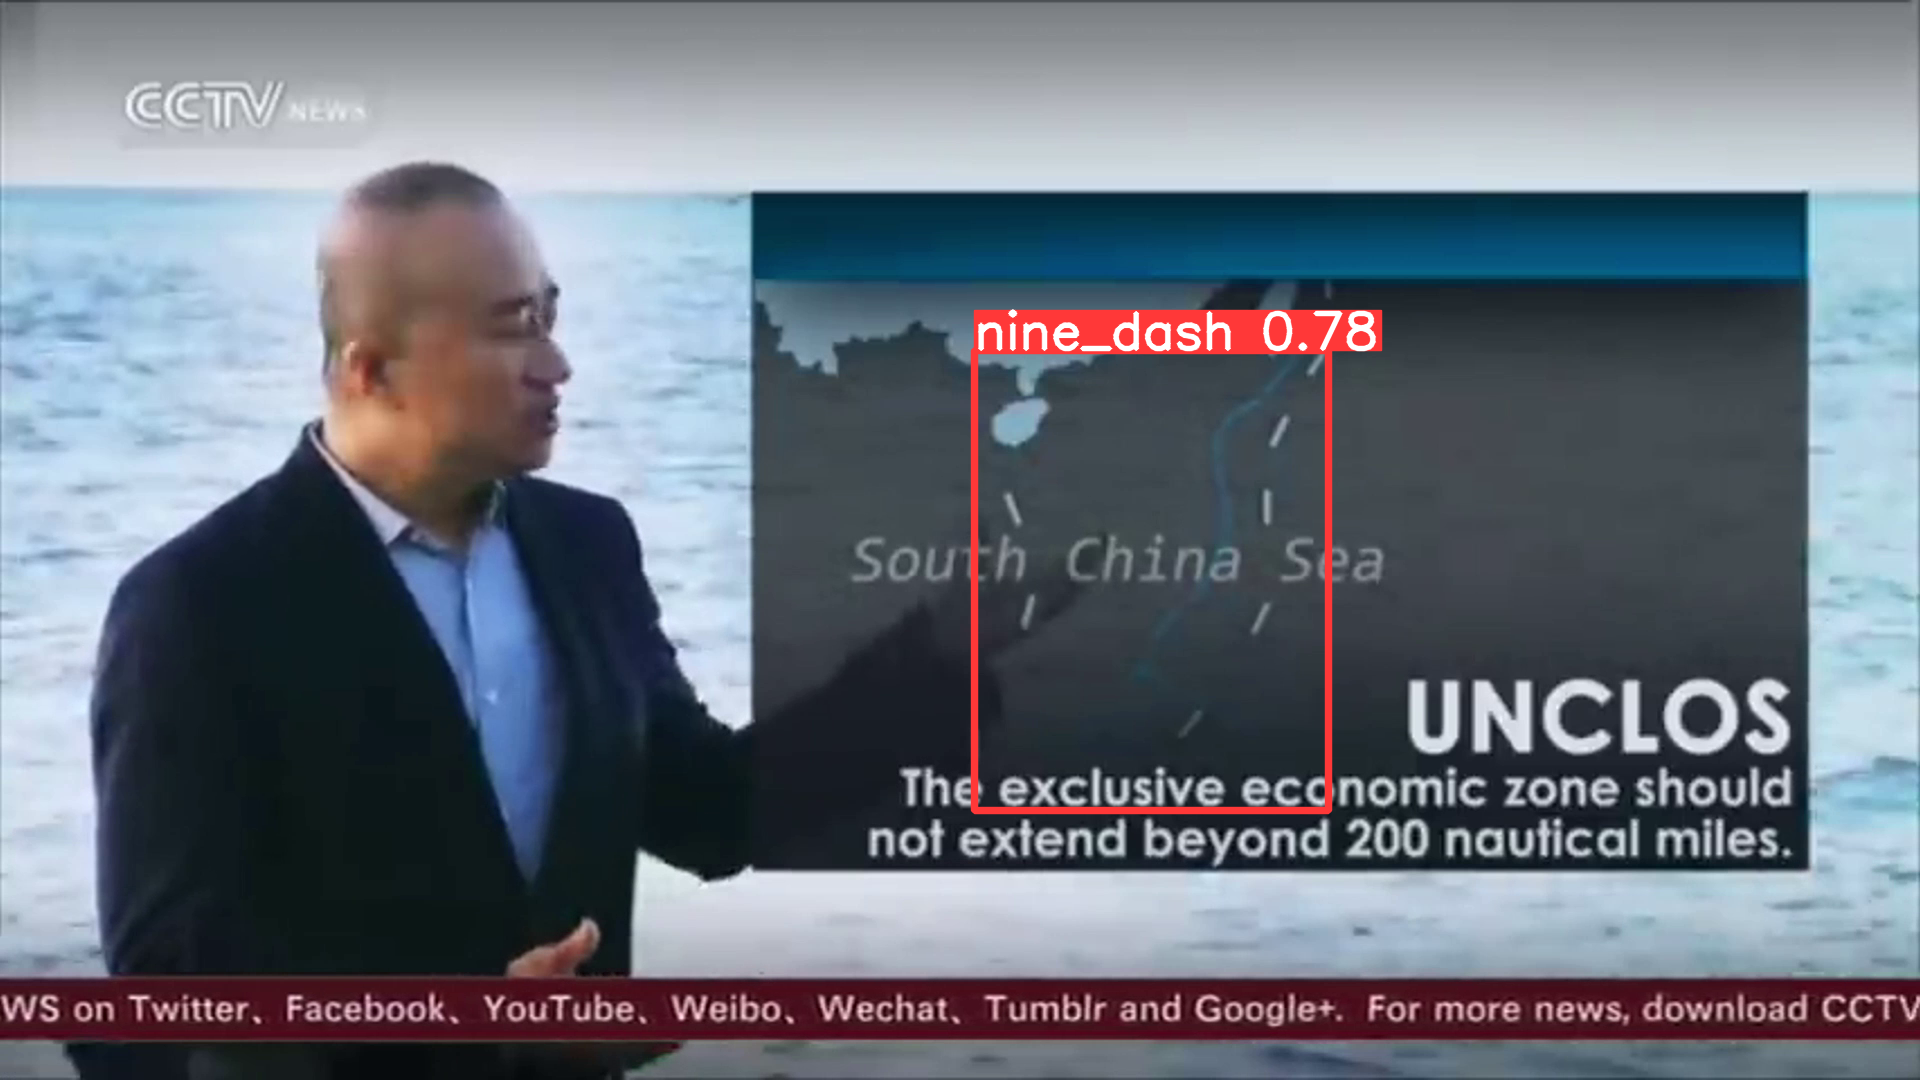 CCTV NEWS
nine_dash 0.78
South China Sea
UNCLOS
The exclusive economic zone should
not extend beyond 200 nautical miles.
WS on Twitter、Facebook、YouTube、Weibo、Wechat、Tumblr and Google+. For more news, download CCTV